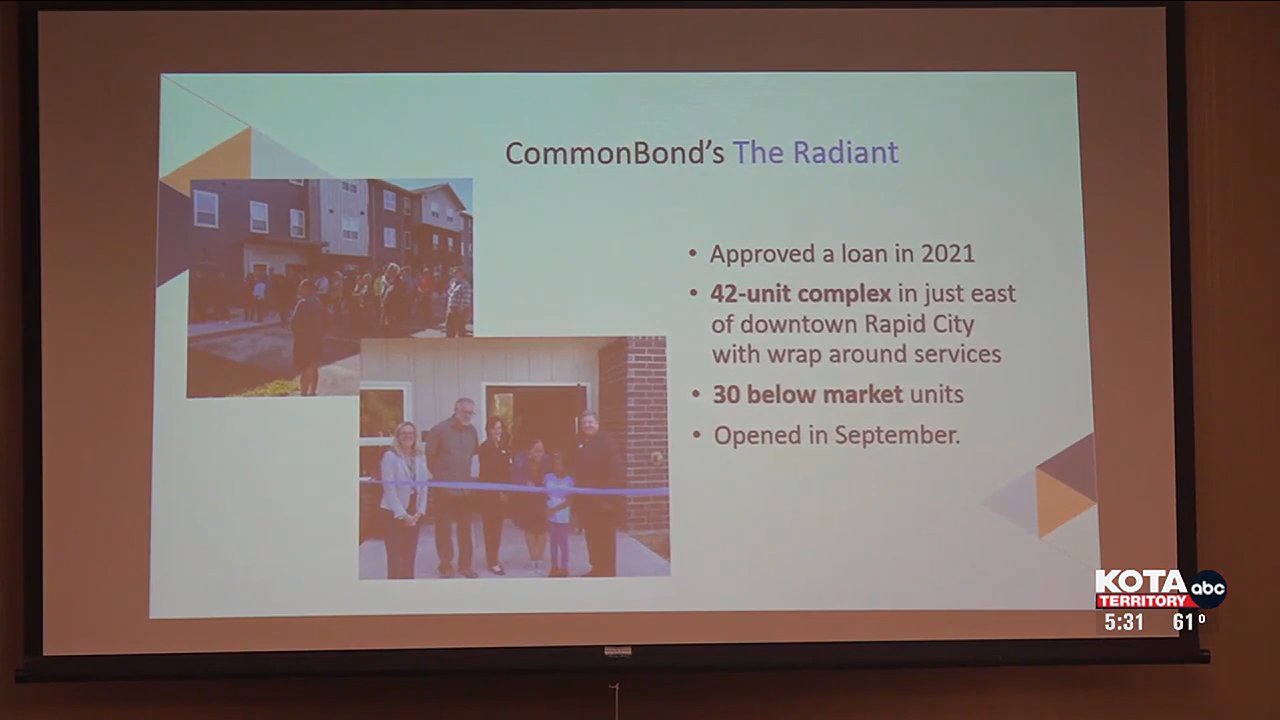 CommonBond's The Radiant
• Approved a loan in 2021
• 42-unit complex in just east
of downtown Rapid City
with wrap around services
• 30 below market units
• Opened in September.
KOTA abc
TERRITORY
5:31 61°